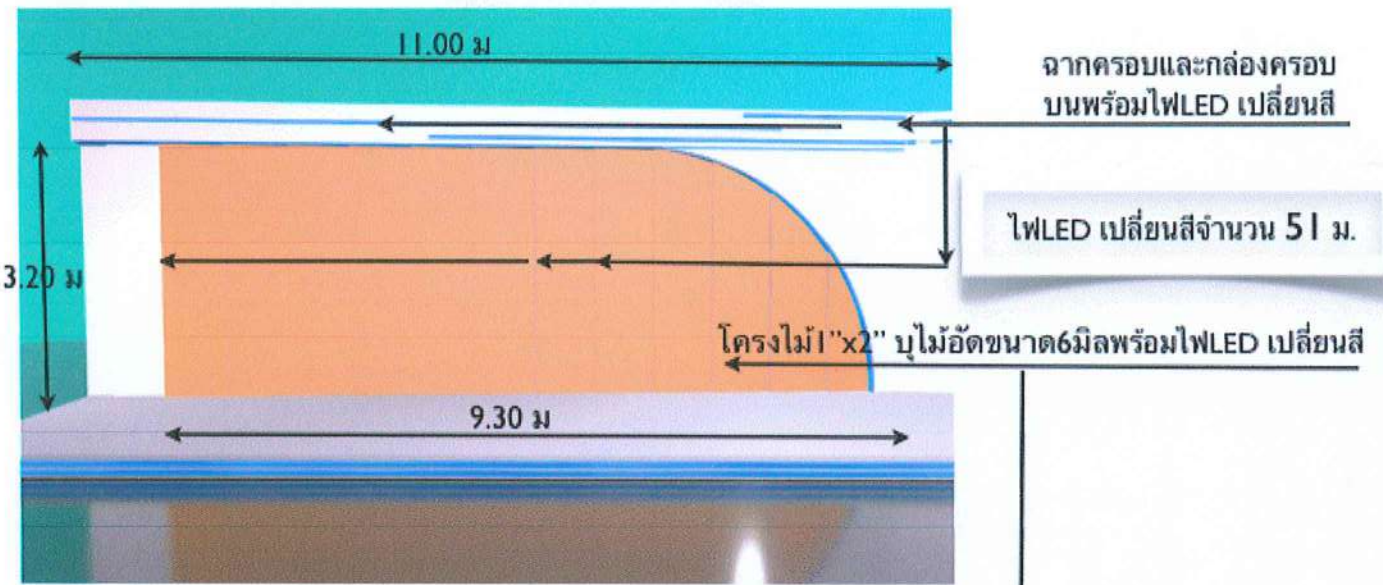 11.00 ม
ฉากครอบและกล่องครอบ
บนพร้อมไฟLED เปลี่ยนสี
ไฟLED เปลี่ยนสีจำนวน 51 ม.
3.20 ม
โครงไม้1"x2" บุไม้อัดขนาด6มิลพร้อมไฟLED เปลี่ยนสี
9.30 ม